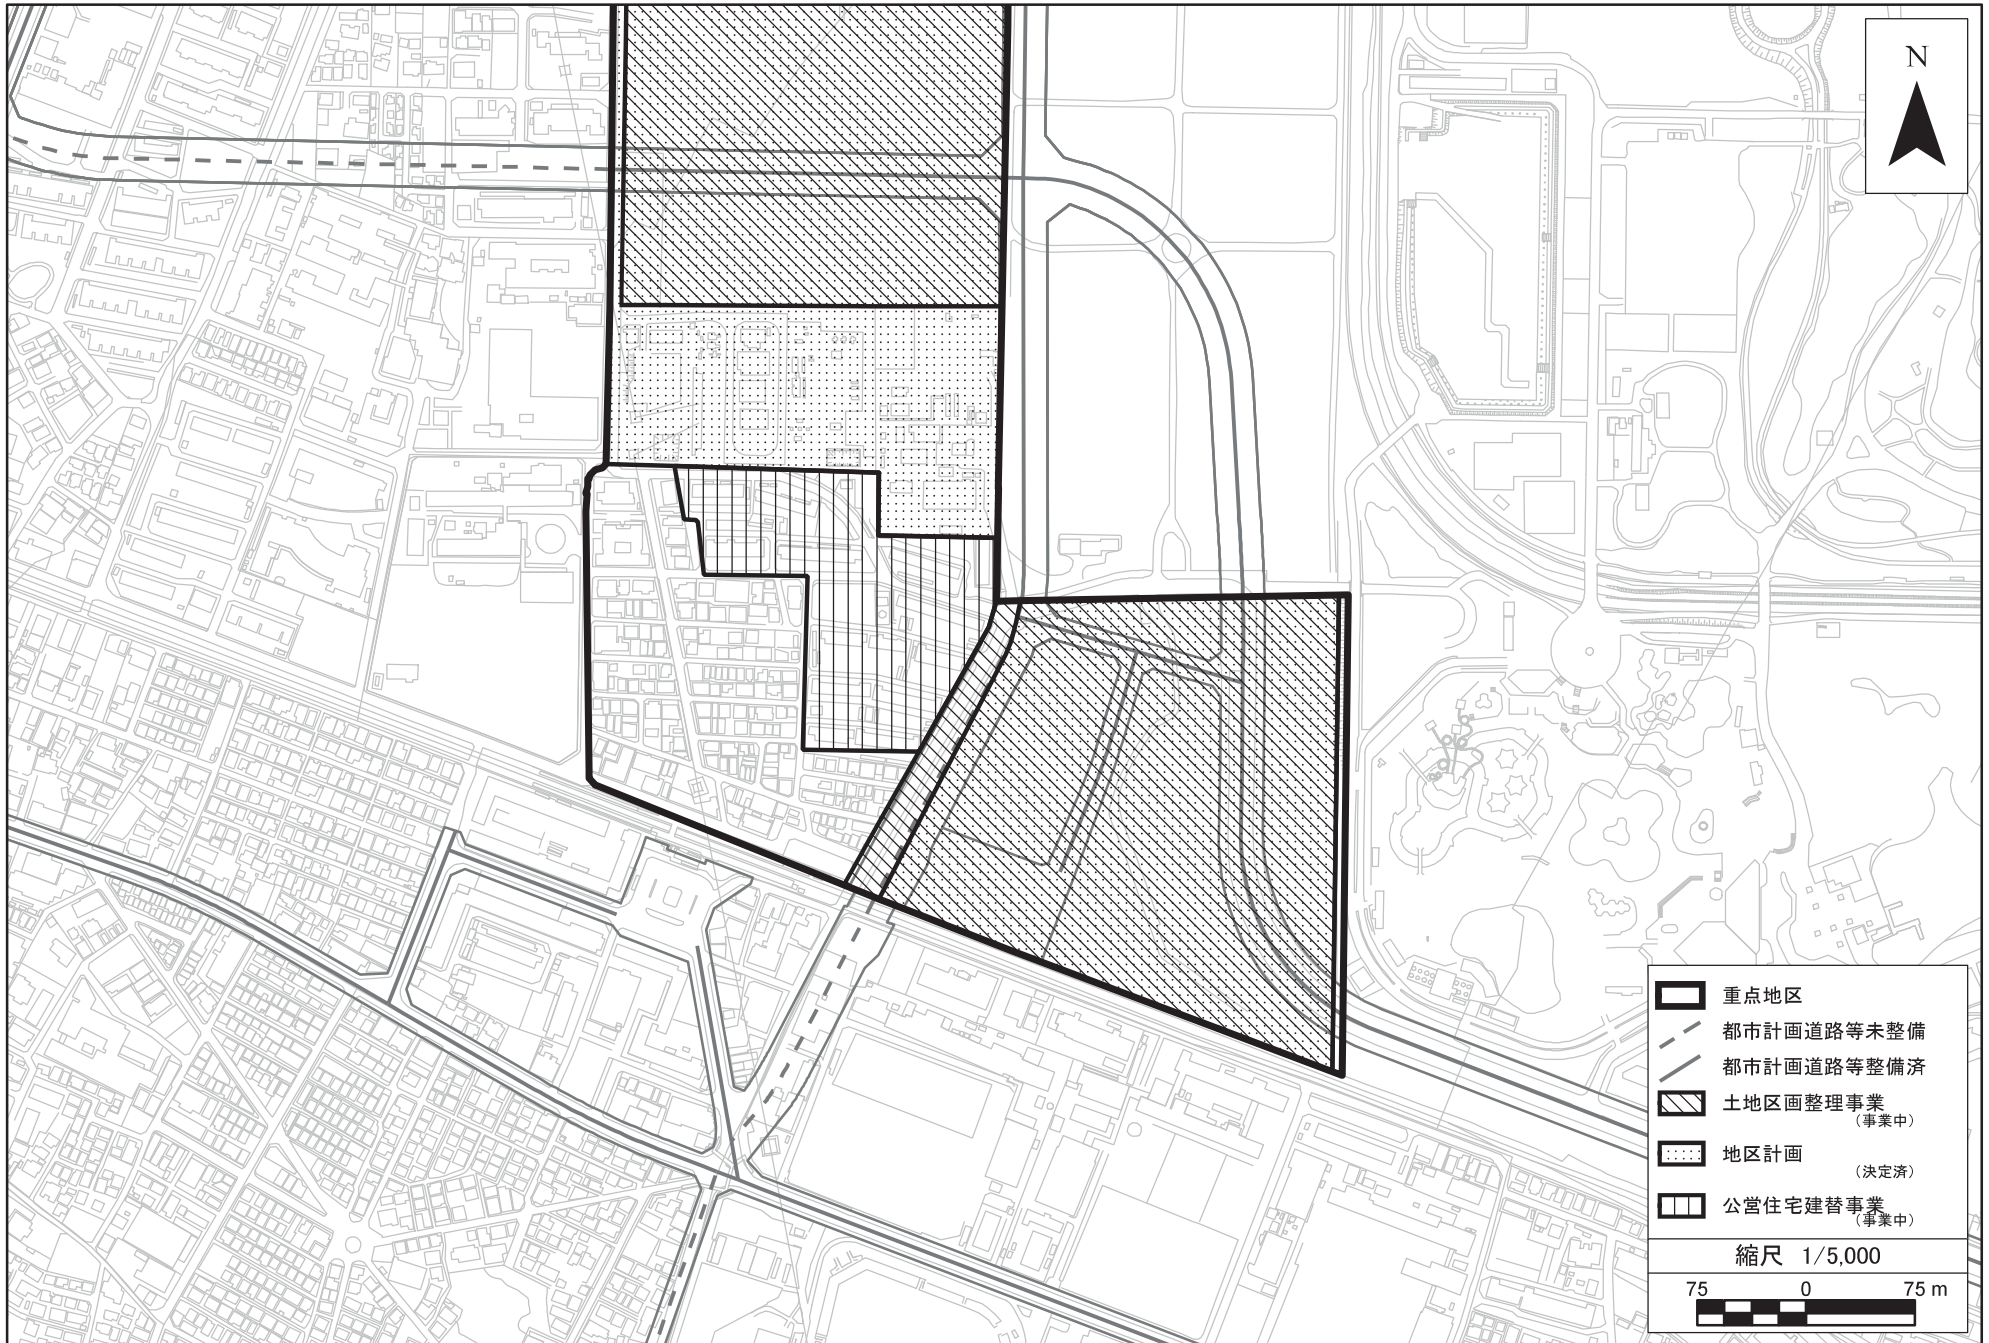 N
重点地区
都市計画道路等未整備
都市計画道路等整備済
土地区画整理事業
（事業中）
地区計画
（決定済）
公営住宅建替事業
（事業中）
縮尺 1/5,000
75 0 75 m